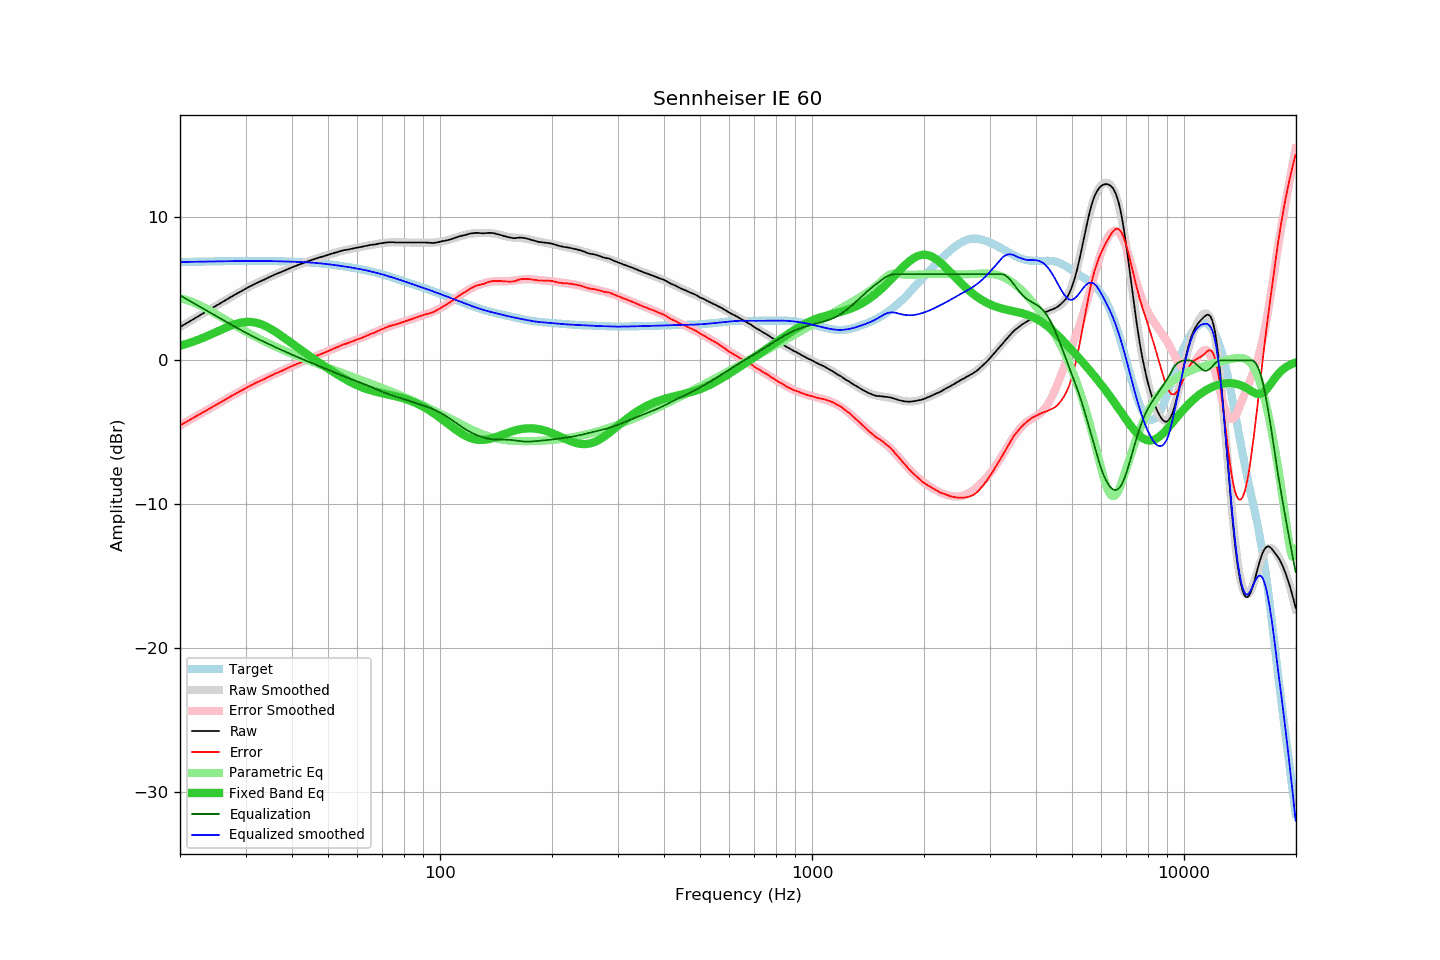 Sennheiser IE 60
10
0
−10
−20
−30
Amplitude (dBr)
Target
Raw Smoothed
Error Smoothed
Raw
Error
Parametric Eq
Fixed Band Eq
Equalization
Equalized smoothed
100
1000
10000
Frequency (Hz)